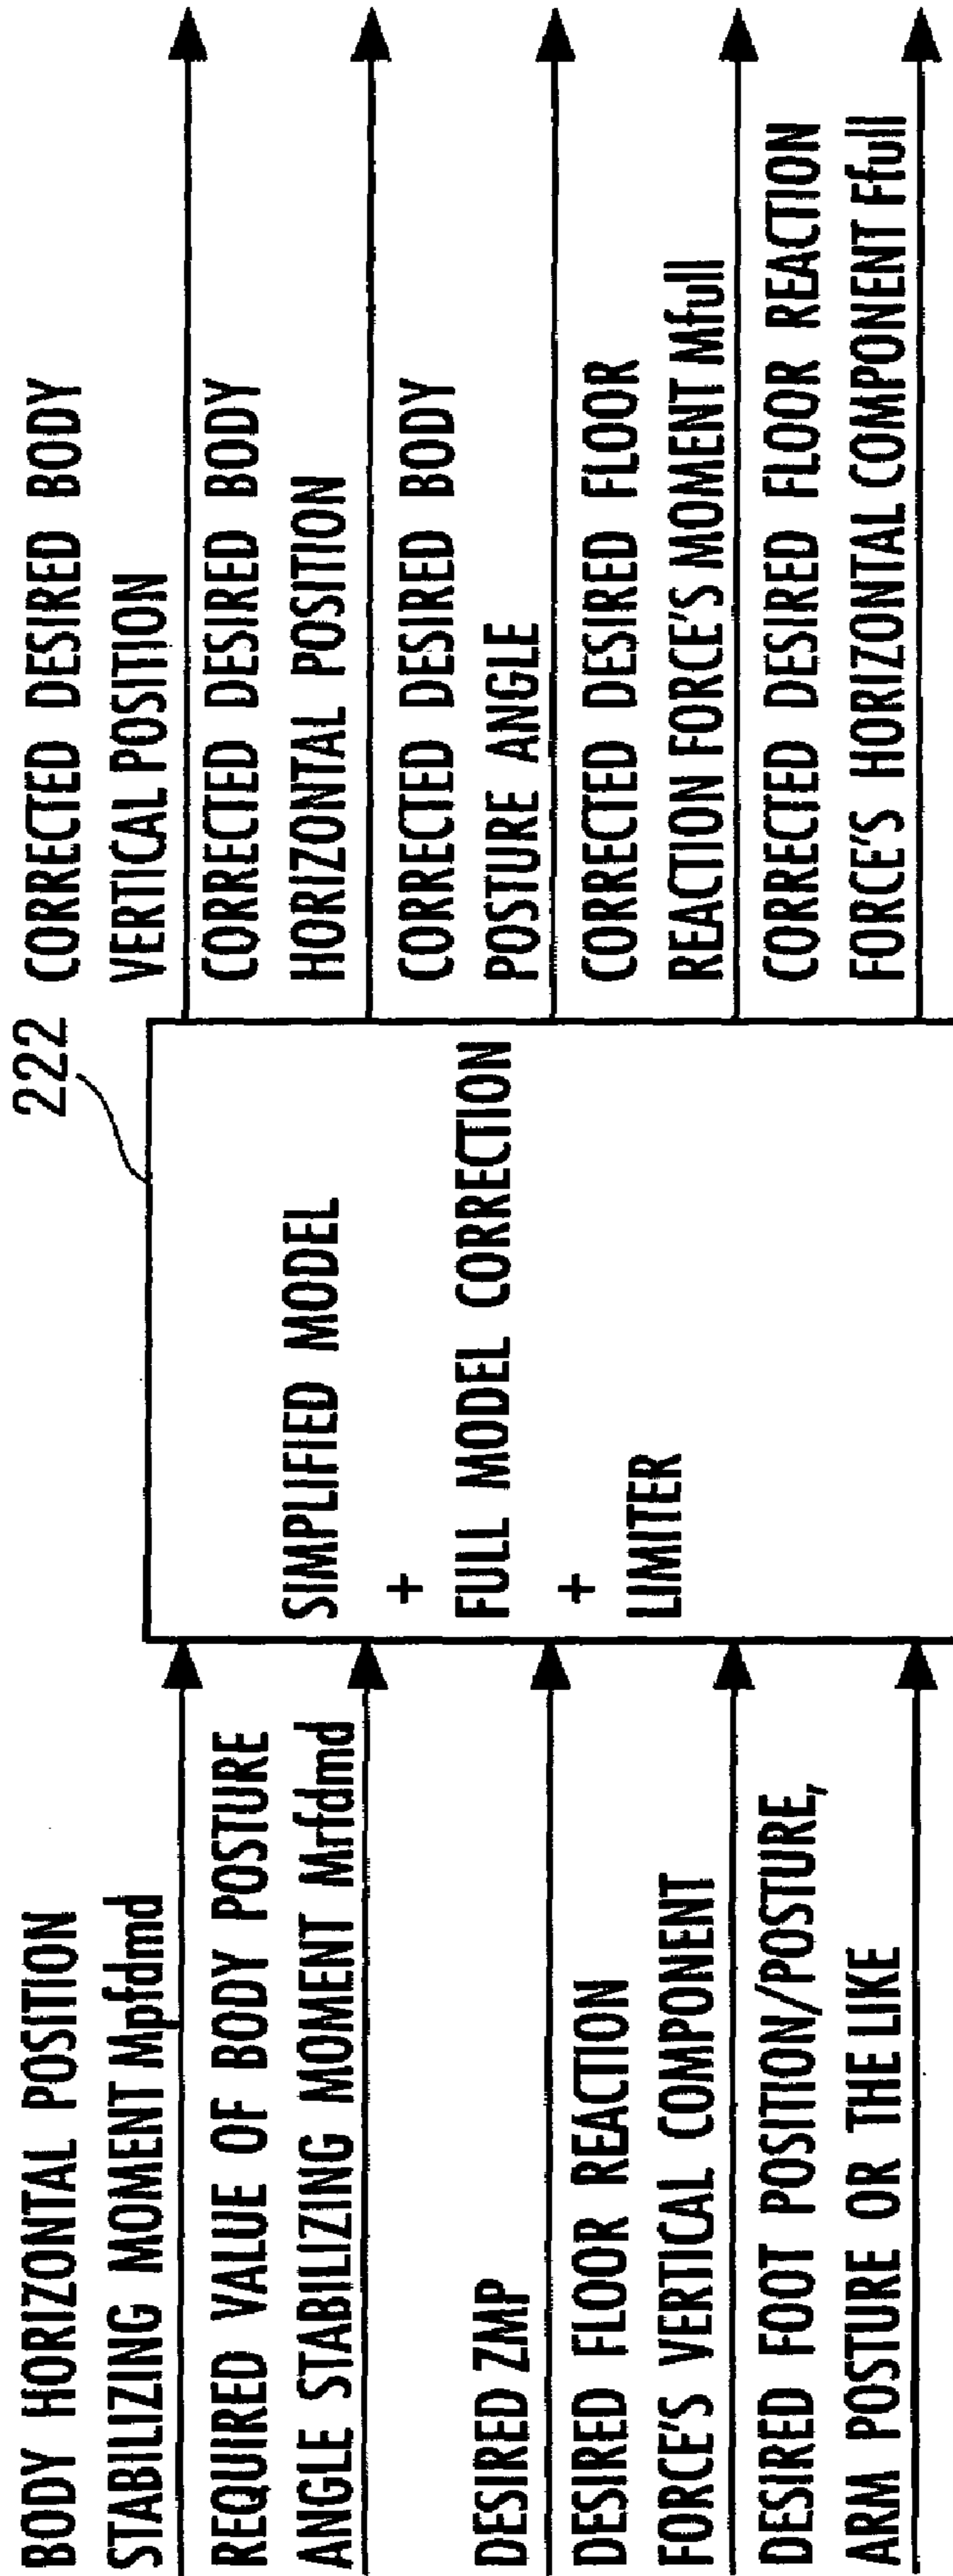 BODY HORIZONTAL POSITION
STABILIZING MOMENT Mpfdmd
REQUIRED VALUE OF BODY POSTURE
ANGLE STABILIZING MOMENT Mrfdmd
DESIRED ZMP
DESIRED FLOOR REACTION
FORCE'S VERTICAL COMPONENT
DESIRED FOOT POSITION/POSTURE,
ARM POSTURE OR THE LIKE
222
SIMPLIFIED MODEL
+
FULL MODEL CORRECTION
+
LIMITER
CORRECTED DESIRED BODY
VERTICAL POSITION
CORRECTED DESIRED BODY
HORIZONTAL POSITION
CORRECTED DESIRED BODY
POSTURE ANGLE
CORRECTED DESIRED FLOOR
REACTION FORCE'S MOMENT Mfull
CORRECTED DESIRED FLOOR REACTION
FORCE'S HORIZONTAL COMPONENT Ffull